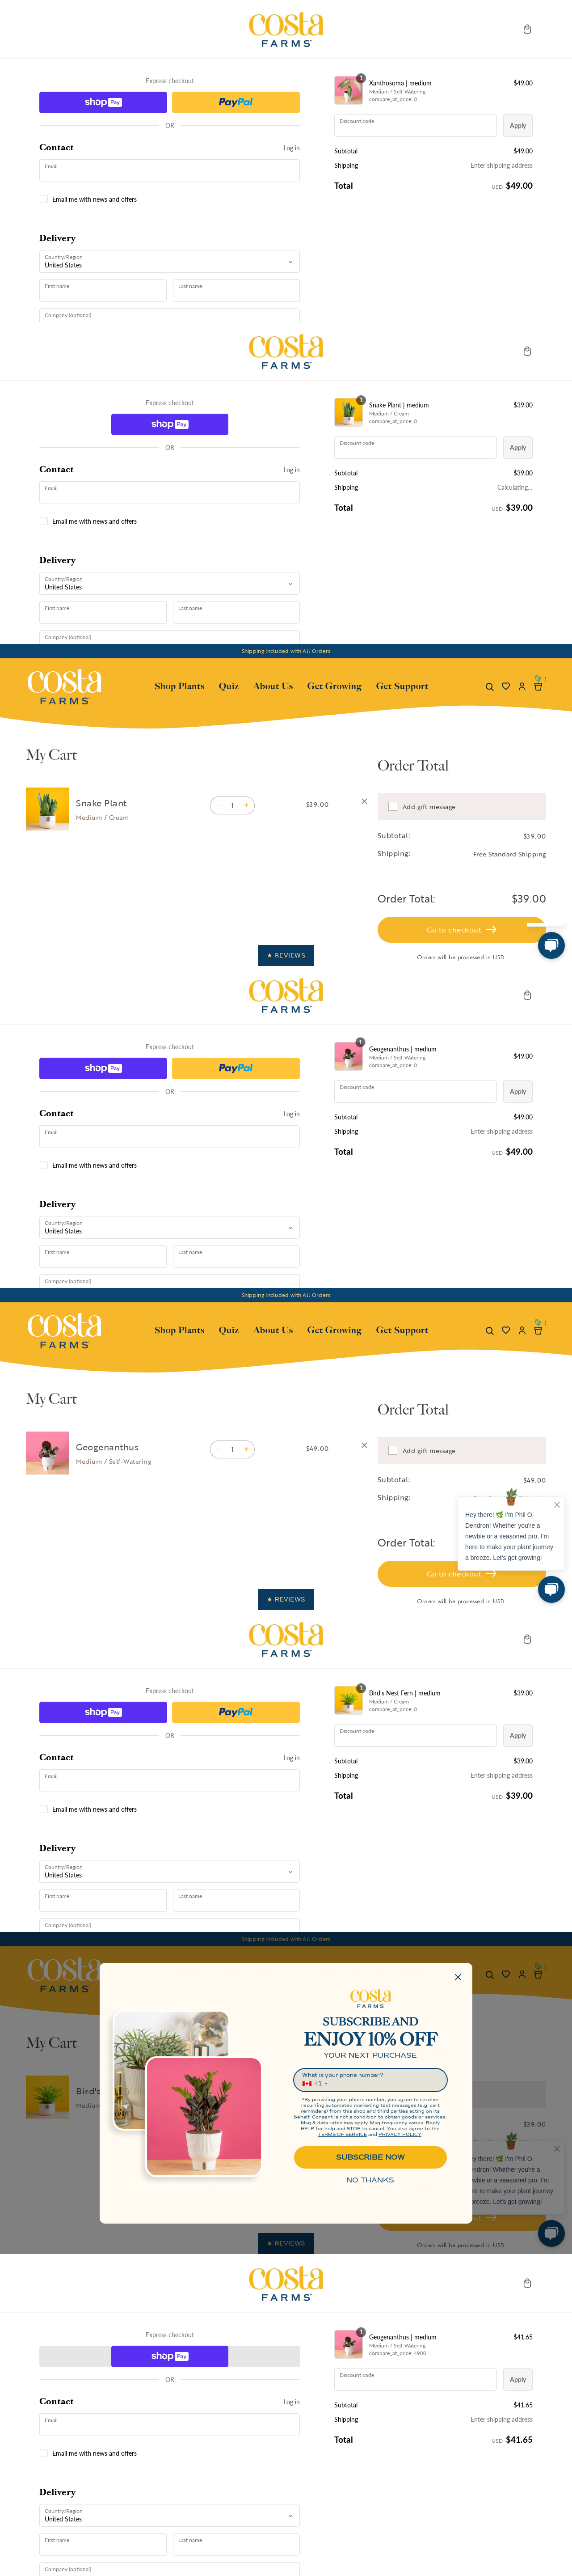 costa
FARMS®
Express checkout
shop Pay
PayPal
OR
Contact
Log in
Email
Email me with news and offers
Delivery
Country/Region
United States
First name
Last name
Company (optional)
1
Xanthosoma | medium
$49.00
Medium / Self-Watering
compare_at_price: 0
Discount code
Apply
Subtotal
$49.00
Shipping
Enter shipping address
Total
USD $49.00
costa
FARMS®
Express checkout
shop Pay
OR
Contact
Log in
Email
Email me with news and offers
Delivery
Country/Region
United States
First name
Last name
Company (optional)
1
Snake Plant | medium
$39.00
Medium / Cream
compare_at_price: 0
Discount code
Apply
Subtotal
$39.00
Shipping
Calculating...
Total
USD $39.00
Shipping Included with All Orders
costa
FARMS®
Shop Plants
Quiz
About Us
Get Growing
Get Support
1
My Cart
Snake Plant
Medium / Cream
1
+
$39.00
Order Total
Add gift message
Subtotal:
$39.00
Shipping:
Free Standard Shipping
Order Total:
$39.00
Go to checkout
Orders will be processed in USD.
★ REVIEWS
costa
FARMS®
Express checkout
shop Pay
PayPal
OR
Contact
Log in
Email
Email me with news and offers
Delivery
Country/Region
United States
First name
Last name
Company (optional)
1
Geogenanthus | medium
$49.00
Medium / Self-Watering
compare_at_price: 0
Discount code
Apply
Subtotal
$49.00
Shipping
Enter shipping address
Total
USD $49.00
Shipping Included with All Orders
costa
FARMS®
Shop Plants
Quiz
About Us
Get Growing
Get Support
1
My Cart
Geogenanthus
Medium / Self-Watering
1
+
$49.00
Order Total
Add gift message
Subtotal:
$49.00
Shipping:
Order Total:
Go to checkout
Orders will be processed in USD.
Hey there! 🌿 I'm Phil O.
Dendron! Whether you're a
newbie or a seasoned pro, I'm
here to make your plant journey
a breeze. Let's get growing!
★ REVIEWS
costa
FARMS®
Express checkout
shop Pay
PayPal
OR
Contact
Log in
Email
Email me with news and offers
Delivery
Country/Region
United States
First name
Last name
Company (optional)
1
Bird's Nest Fern | medium
$39.00
Medium / Cream
compare_at_price: 0
Discount code
Apply
Subtotal
$39.00
Shipping
Enter shipping address
Total
USD $39.00
Shipping Included with All Orders
costa
FARMS
1
My Cart
Bird's
$39.00
costa
FARMS
SUBSCRIBE AND
ENJOY 10% OFF
YOUR NEXT PURCHASE
What is your phone number?
+1
*By providing your phone number, you agree to receive
recurring automated marketing text messages (e.g. cart
reminders) from this shop and third parties acting on its
behalf. Consent is not a condition to obtain goods or services.
Msg & data rates may apply. Msg frequency varies. Reply
HELP for help and STOP to cancel. You also agree to the
TERMS OF SERVICE and PRIVACY POLICY.
SUBSCRIBE NOW
NO THANKS
Orders will be processed in USD.
★ REVIEWS
costa
FARMS®
Express checkout
shop Pay
OR
Contact
Log in
Email
Email me with news and offers
Delivery
Country/Region
United States
First name
Last name
Company (optional)
1
Geogenanthus | medium
$41.65
Medium / Self-Watering
compare_at_price: 4900
Discount code
Apply
Subtotal
$41.65
Shipping
Enter shipping address
Total
USD $41.65